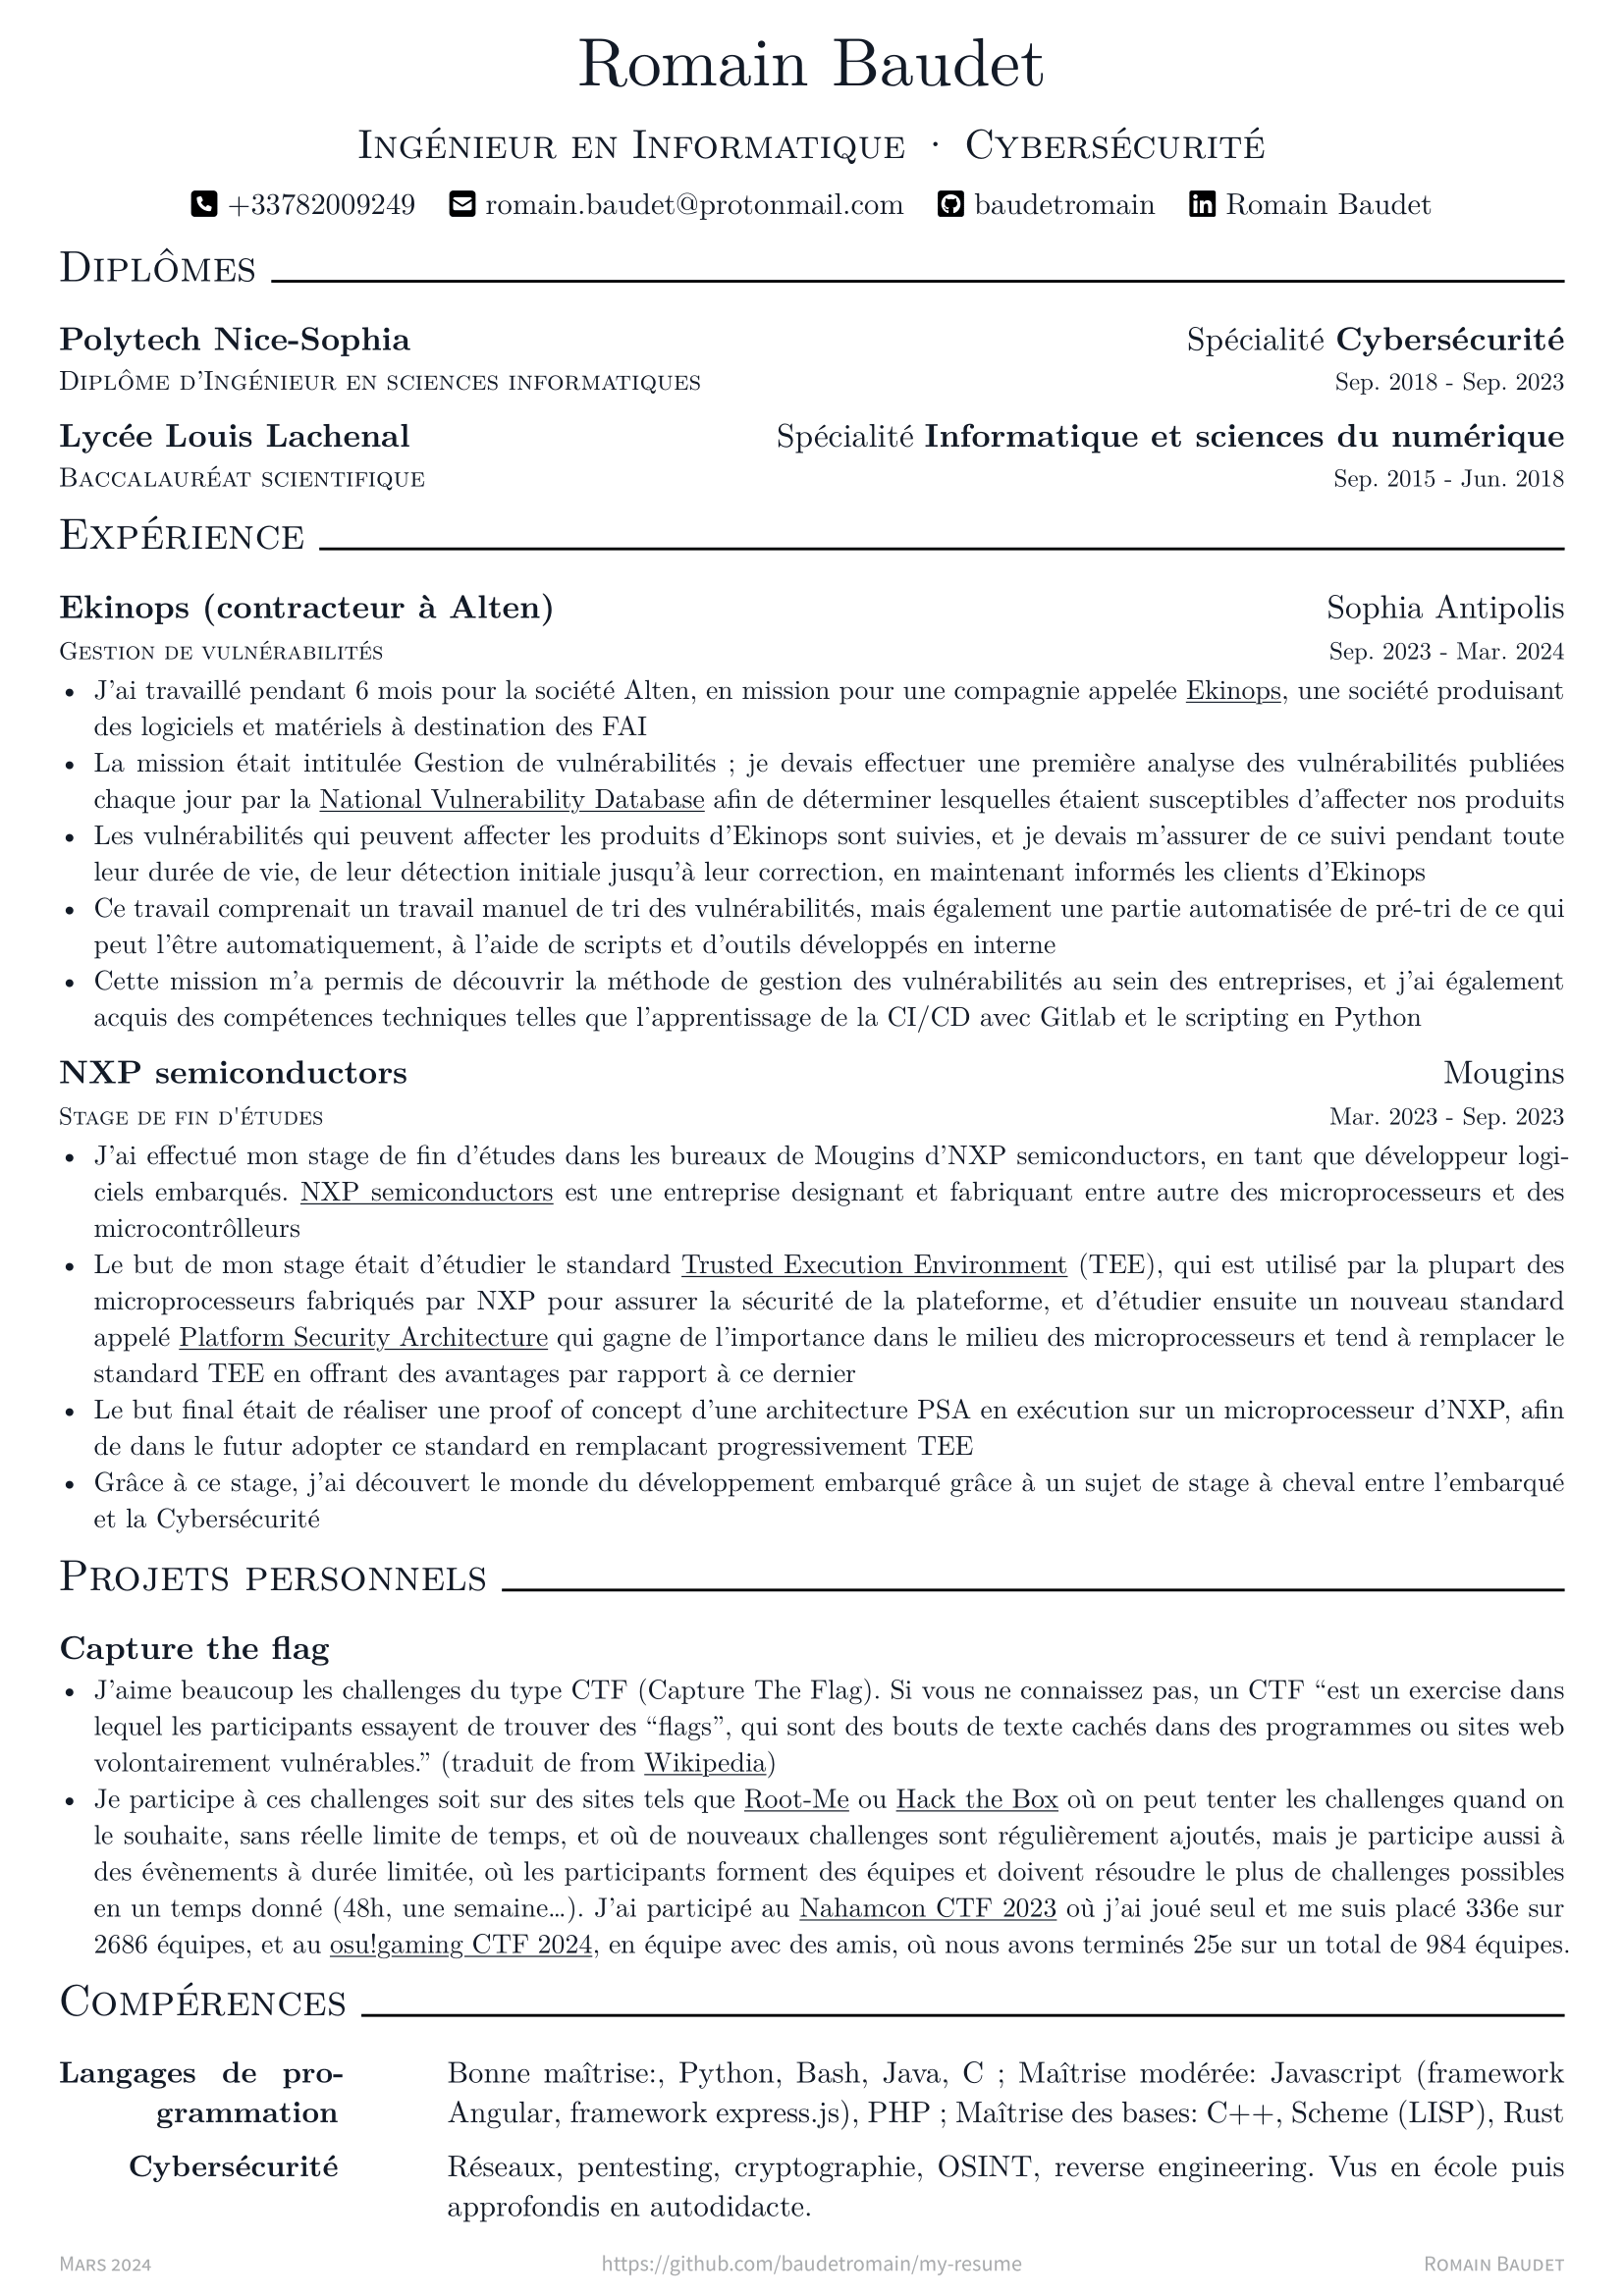 Romain Baudet
Ingénieur en Informatique · Cybersécurité
+33782009249 romain.baudet@protonmail.com baudetromain Romain Baudet
Diplômes
Polytech Nice-Sophia Spécialité Cybersécurité
Diplôme d’Ingénieur en sciences informatiques Sep. 2018 - Sep. 2023
Lycée Louis Lachenal Spécialité Informatique et sciences du numérique
Baccalauréat scientifique Sep. 2015 - Jun. 2018
Expérience
Ekinops (contracteur à Alten) Sophia Antipolis
Gestion de vulnérabilités Sep. 2023 - Mar. 2024
• J’ai travaillé pendant 6 mois pour la société Alten, en mission pour une compagnie appelée Ekinops, une société produisant
des logiciels et matériels à destination des FAI
• La mission était intitulée Gestion de vulnérabilités ; je devais effectuer une première analyse des vulnérabilités publiées
chaque jour par la National Vulnerability Database afin de déterminer lesquelles étaient susceptibles d’affecter nos produits
• Les vulnérabilités qui peuvent affecter les produits d’Ekinops sont suivies, et je devais m’assurer de ce suivi pendant toute
leur durée de vie, de leur détection initiale jusqu’à leur correction, en maintenant informés les clients d’Ekinops
• Ce travail comprenait un travail manuel de tri des vulnérabilités, mais également une partie automatisée de pré-tri de ce qui
peut l’être automatiquement, à l’aide de scripts et d’outils développés en interne
• Cette mission m’a permis de découvrir la méthode de gestion des vulnérabilités au sein des entreprises, et j’ai également
acquis des compétences techniques telles que l’apprentissage de la CI/CD avec Gitlab et le scripting en Python
NXP semiconductors Mougins
Stage de fin d'études Mar. 2023 - Sep. 2023
• J’ai effectué mon stage de fin d’études dans les bureaux de Mougins d’NXP semiconductors, en tant que développeur logi-
ciels embarqués. NXP semiconductors est une entreprise designant et fabriquant entre autre des microprocesseurs et des
microcontrôlleurs
• Le but de mon stage était d’étudier le standard Trusted Execution Environment (TEE), qui est utilisé par la plupart des
microprocesseurs fabriqués par NXP pour assurer la sécurité de la plateforme, et d’étudier ensuite un nouveau standard
appelé Platform Security Architecture qui gagne de l’importance dans le milieu des microprocesseurs et tend à remplacer le
standard TEE en offrant des avantages par rapport à ce dernier
• Le but final était de réaliser une proof of concept d’une architecture PSA en exécution sur un microprocesseur d’NXP, afin
de dans le futur adopter ce standard en remplacant progressivement TEE
• Grâce à ce stage, j’ai découvert le monde du développement embarqué grâce à un sujet de stage à cheval entre l’embarqué
et la Cybersécurité
Projets personnels
Capture the flag
• J’aime beaucoup les challenges du type CTF (Capture The Flag). Si vous ne connaissez pas, un CTF “est un exercise dans
lequel les participants essayent de trouver des “flags”, qui sont des bouts de texte cachés dans des programmes ou sites web
volontairement vulnérables.” (traduit de from Wikipedia)
• Je participe à ces challenges soit sur des sites tels que Root-Me ou Hack the Box où on peut tenter les challenges quand on
le souhaite, sans réelle limite de temps, et où de nouveaux challenges sont régulièrement ajoutés, mais je participe aussi à
des évènements à durée limitée, où les participants forment des équipes et doivent résoudre le plus de challenges possibles
en un temps donné (48h, une semaine…). J’ai participé au Nahamcon CTF 2023 où j’ai joué seul et me suis placé 336e sur
2686 équipes, et au osu!gaming CTF 2024, en équipe avec des amis, où nous avons terminés 25e sur un total de 984 équipes.
Compérences
Langages de pro- Bonne maîtrise:, Python, Bash, Java, C ; Maîtrise modérée: Javascript (framework
grammation Angular, framework express.js), PHP ; Maîtrise des bases: C++, Scheme (LISP), Rust
Cybersécurité Réseaux, pentesting, cryptographie, OSINT, reverse engineering. Vus en école puis
approfondis en autodidacte.
Mars 2024 https://github.com/baudetromain/my-resume Romain Baudet